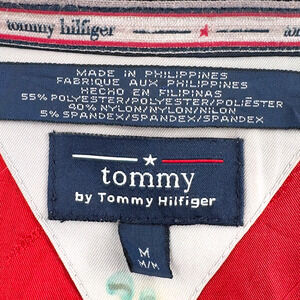 tommy hilfiger
MADE IN PHILIPPINES
FABRIQUE AUX PHILIPPINES
HECHO EN FILIPINAS
55% POLYESTER/POLYESTER/POLIÉSTER
40% NYLON/NYLON/NILON
5% SPANDEX/SPANDEX/SPANDEX
tommy
by Tommy Hilfiger
M
M/M